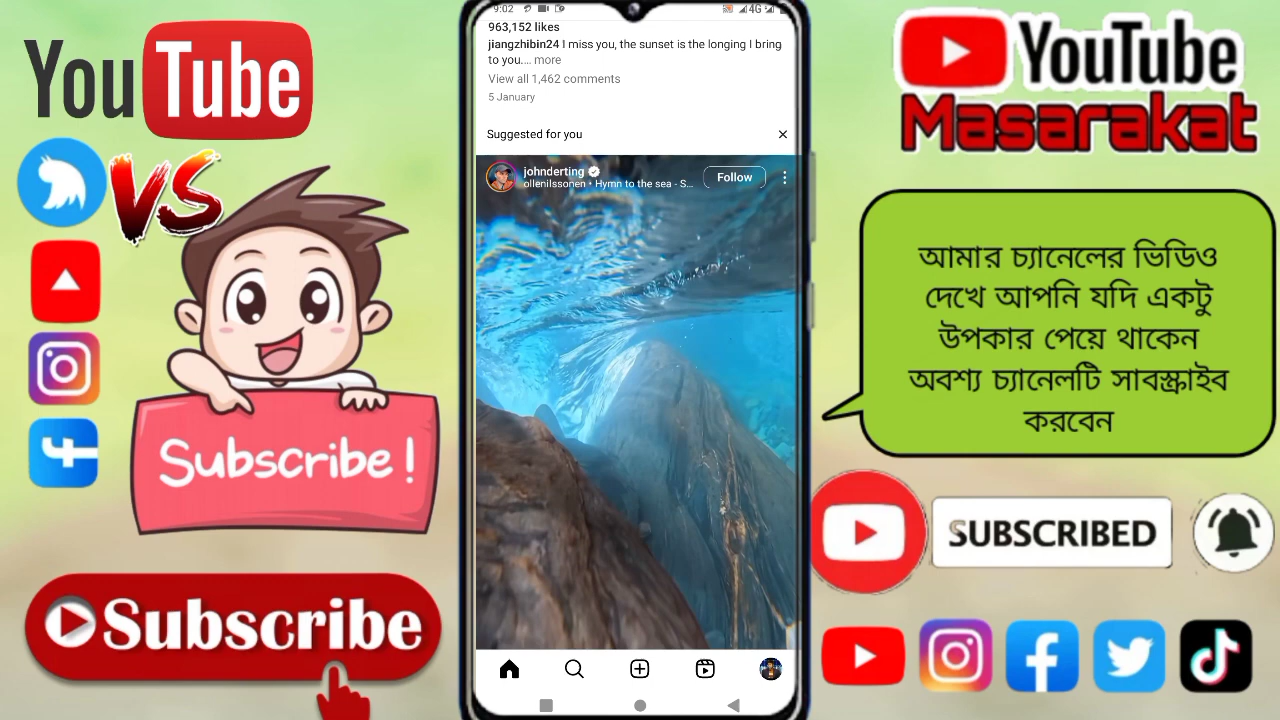 YouTube
VS
Subscribe!
Subscribe
9:02
4G
963,152 likes
jiangzhibin24 I miss you, the sunset is the longing I bring
to you.... more
View all 1,462 comments
5 January
Suggested for you
johnderting
ollenilssonen • Hymn to the sea - S...
Follow
YouTube
Masarakat
আমার চ্যানেলের ভিডিও
দেখে আপনি যদি একটু
উপকার পেয়ে থাকেন
অবশ্য চ্যানেলটি সাবস্ক্রাইব
করবেন
SUBSCRIBED